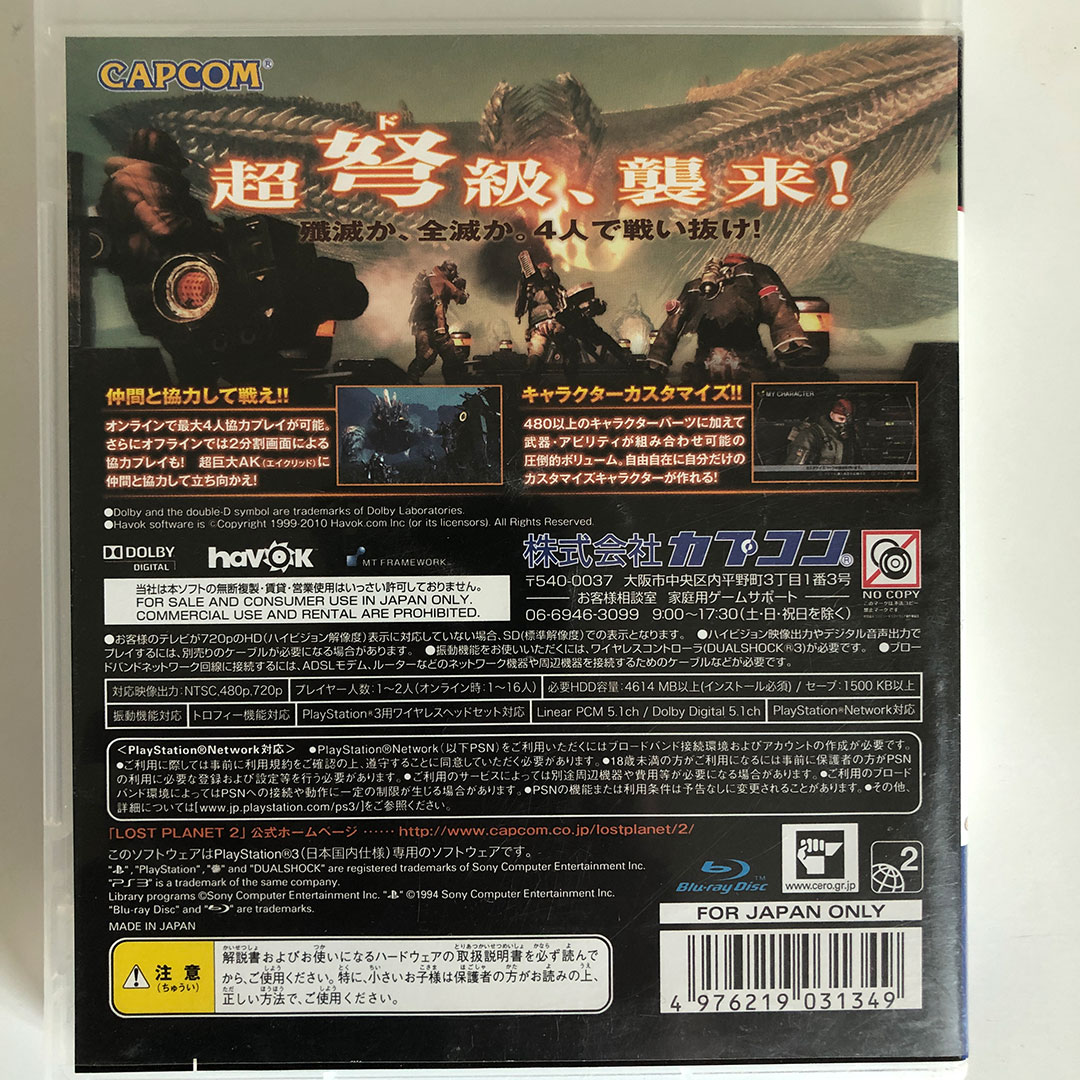 CAPCOM®
ド
超弩級、襲来!
殲滅か、全滅か。4人で戦い抜け!
仲間と協力して戦え!!
オンラインで最大4人協力プレイが可能。
さらにオフラインでは2分割画面による
協力プレイも! 超巨大AK(エイクリッド)に
仲間と協力して立ち向かえ!
キャラクターカスタマイズ!!
480以上のキャラクターパーツに加えて
武器・アビリティが組み合わせ可能の
圧倒的ボリューム。自由自在に自分だけの
カスタマイズキャラクターが作れる!
MY CHARACTER
●Dolby and the double-D symbol are trademarks of Dolby Laboratories.
●Havok software is ©Copyright 1999-2010 Havok.com Inc (or its licensors). All Rights Reserved.
DOLBY
DIGITAL
havok
MT FRAMEWORK
株式会社カプコン®
〒540-0037 大阪市中央区内平野町3丁目1番3号
お客様相談室 家庭用ゲームサポート
06-6946-3099 9:00~17:30(土・日・祝日を除く)
NO COPY
当社は本ソフトの無断複製・賃貸・営業使用はいっさい許可しておりません。
FOR SALE AND CONSUMER USE IN JAPAN ONLY.
COMMERCIAL USE AND RENTAL ARE PROHIBITED.
●お客様のテレビが720pのHD(ハイビジョン解像度)表示に対応していない場合、SD(標準解像度)での表示となります。 ●ハイビジョン映像出力やデジタル音声出力で
プレイするには、別売りのケーブルが必要になる場合があります。 ●振動機能をお使いいただくには、ワイヤレスコントローラ(DUALSHOCK®3)が必要です。 ●ブロー
ドバンドネットワーク回線に接続するには、ADSLモデム、ルーターなどのネットワーク機器や周辺機器を接続するためのケーブルなどが必要です。
対応映像出力:NTSC,480p,720p プレイヤー人数:1~2人(オンライン時:1~16人) 必要HDD容量:4614 MB以上(インストール必須) / セーブ:1500 KB以上
振動機能対応 トロフィー機能対応 PlayStation®3用ワイヤレスヘッドセット対応 Linear PCM 5.1ch / Dolby Digital 5.1ch PlayStation®Network対応
<PlayStation®Network対応> ●PlayStation®Network(以下PSN)をご利用いただくにはブロードバンド接続環境およびアカウントの作成が必要です。
●ご利用に際しては事前に利用規約をご確認の上、遵守することに同意していただく必要があります。●18歳未満の方がご利用になるには事前に保護者の方がPSN
の利用に必要な登録および設定等を行う必要があります。●ご利用のサービスによっては別途周辺機器や費用等が必要になる場合があります。●ご利用のブロード
バンド環境によってはPSNへの接続や動作に一定の制限が生じる場合があります。●PSNの機能または利用条件は予告なしに変更されることがあります。●その他、
詳細については[www.jp.playstation.com/ps3/]をご参照ください。
「LOST PLANET 2」公式ホームページ ······ http://www.capcom.co.jp/lostplanet/2/
このソフトウェアはPlayStation®3(日本国内仕様)専用のソフトウェアです。
"", "PlayStation", "" and "DUALSHOCK" are registered trademarks of Sony Computer Entertainment Inc.
"PS3" is a trademark of the same company.
Library programs ©Sony Computer Entertainment Inc. "" ©1994 Sony Computer Entertainment Inc.
"Blu-ray Disc" and "" are trademarks.
MADE IN JAPAN
Blu-ray Disc™
www.cero.gr.jp
2
FOR JAPAN ONLY
4 976219 031349
注意
(ちゅうい)
かいせつしょ つか とりあつかいせつめいしょ かなら よ
解説書およびお使いになるハードウェアの取扱説明書を必ず読んで
しよう とく ちい こさま ほごしゃ かた よ うえ
から、ご使用ください。特に、小さいお子様は保護者の方がお読みの上、
ただ ほうほう しよう
正しい方法で、ご使用ください。